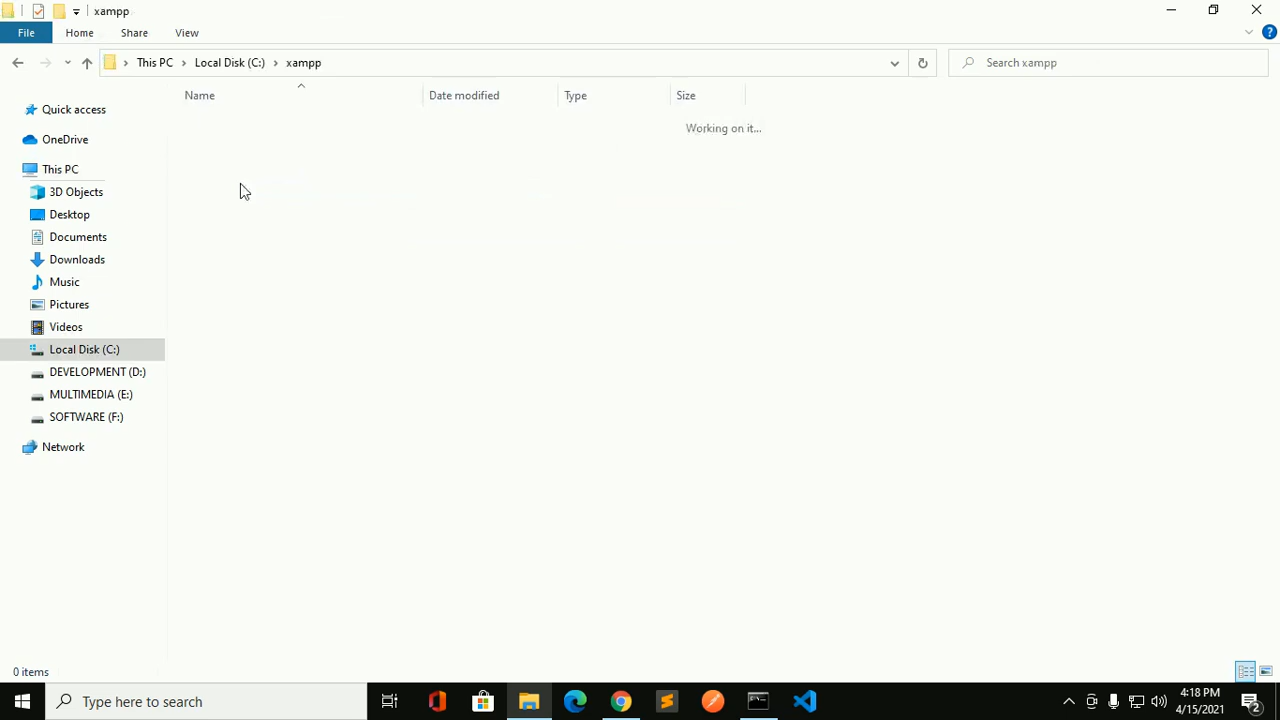 xampp
File Home Share View
This PC Local Disk (C:) xampp
Search xampp
Name Date modified Type Size
Working on it...
Quick access
OneDrive
This PC
3D Objects
Desktop
Documents
Downloads
Music
Pictures
Videos
Local Disk (C:)
DEVELOPMENT (D:)
MULTIMEDIA (E:)
SOFTWARE (F:)
Network
0 items
Type here to search
4:18 PM
4/15/2021
2